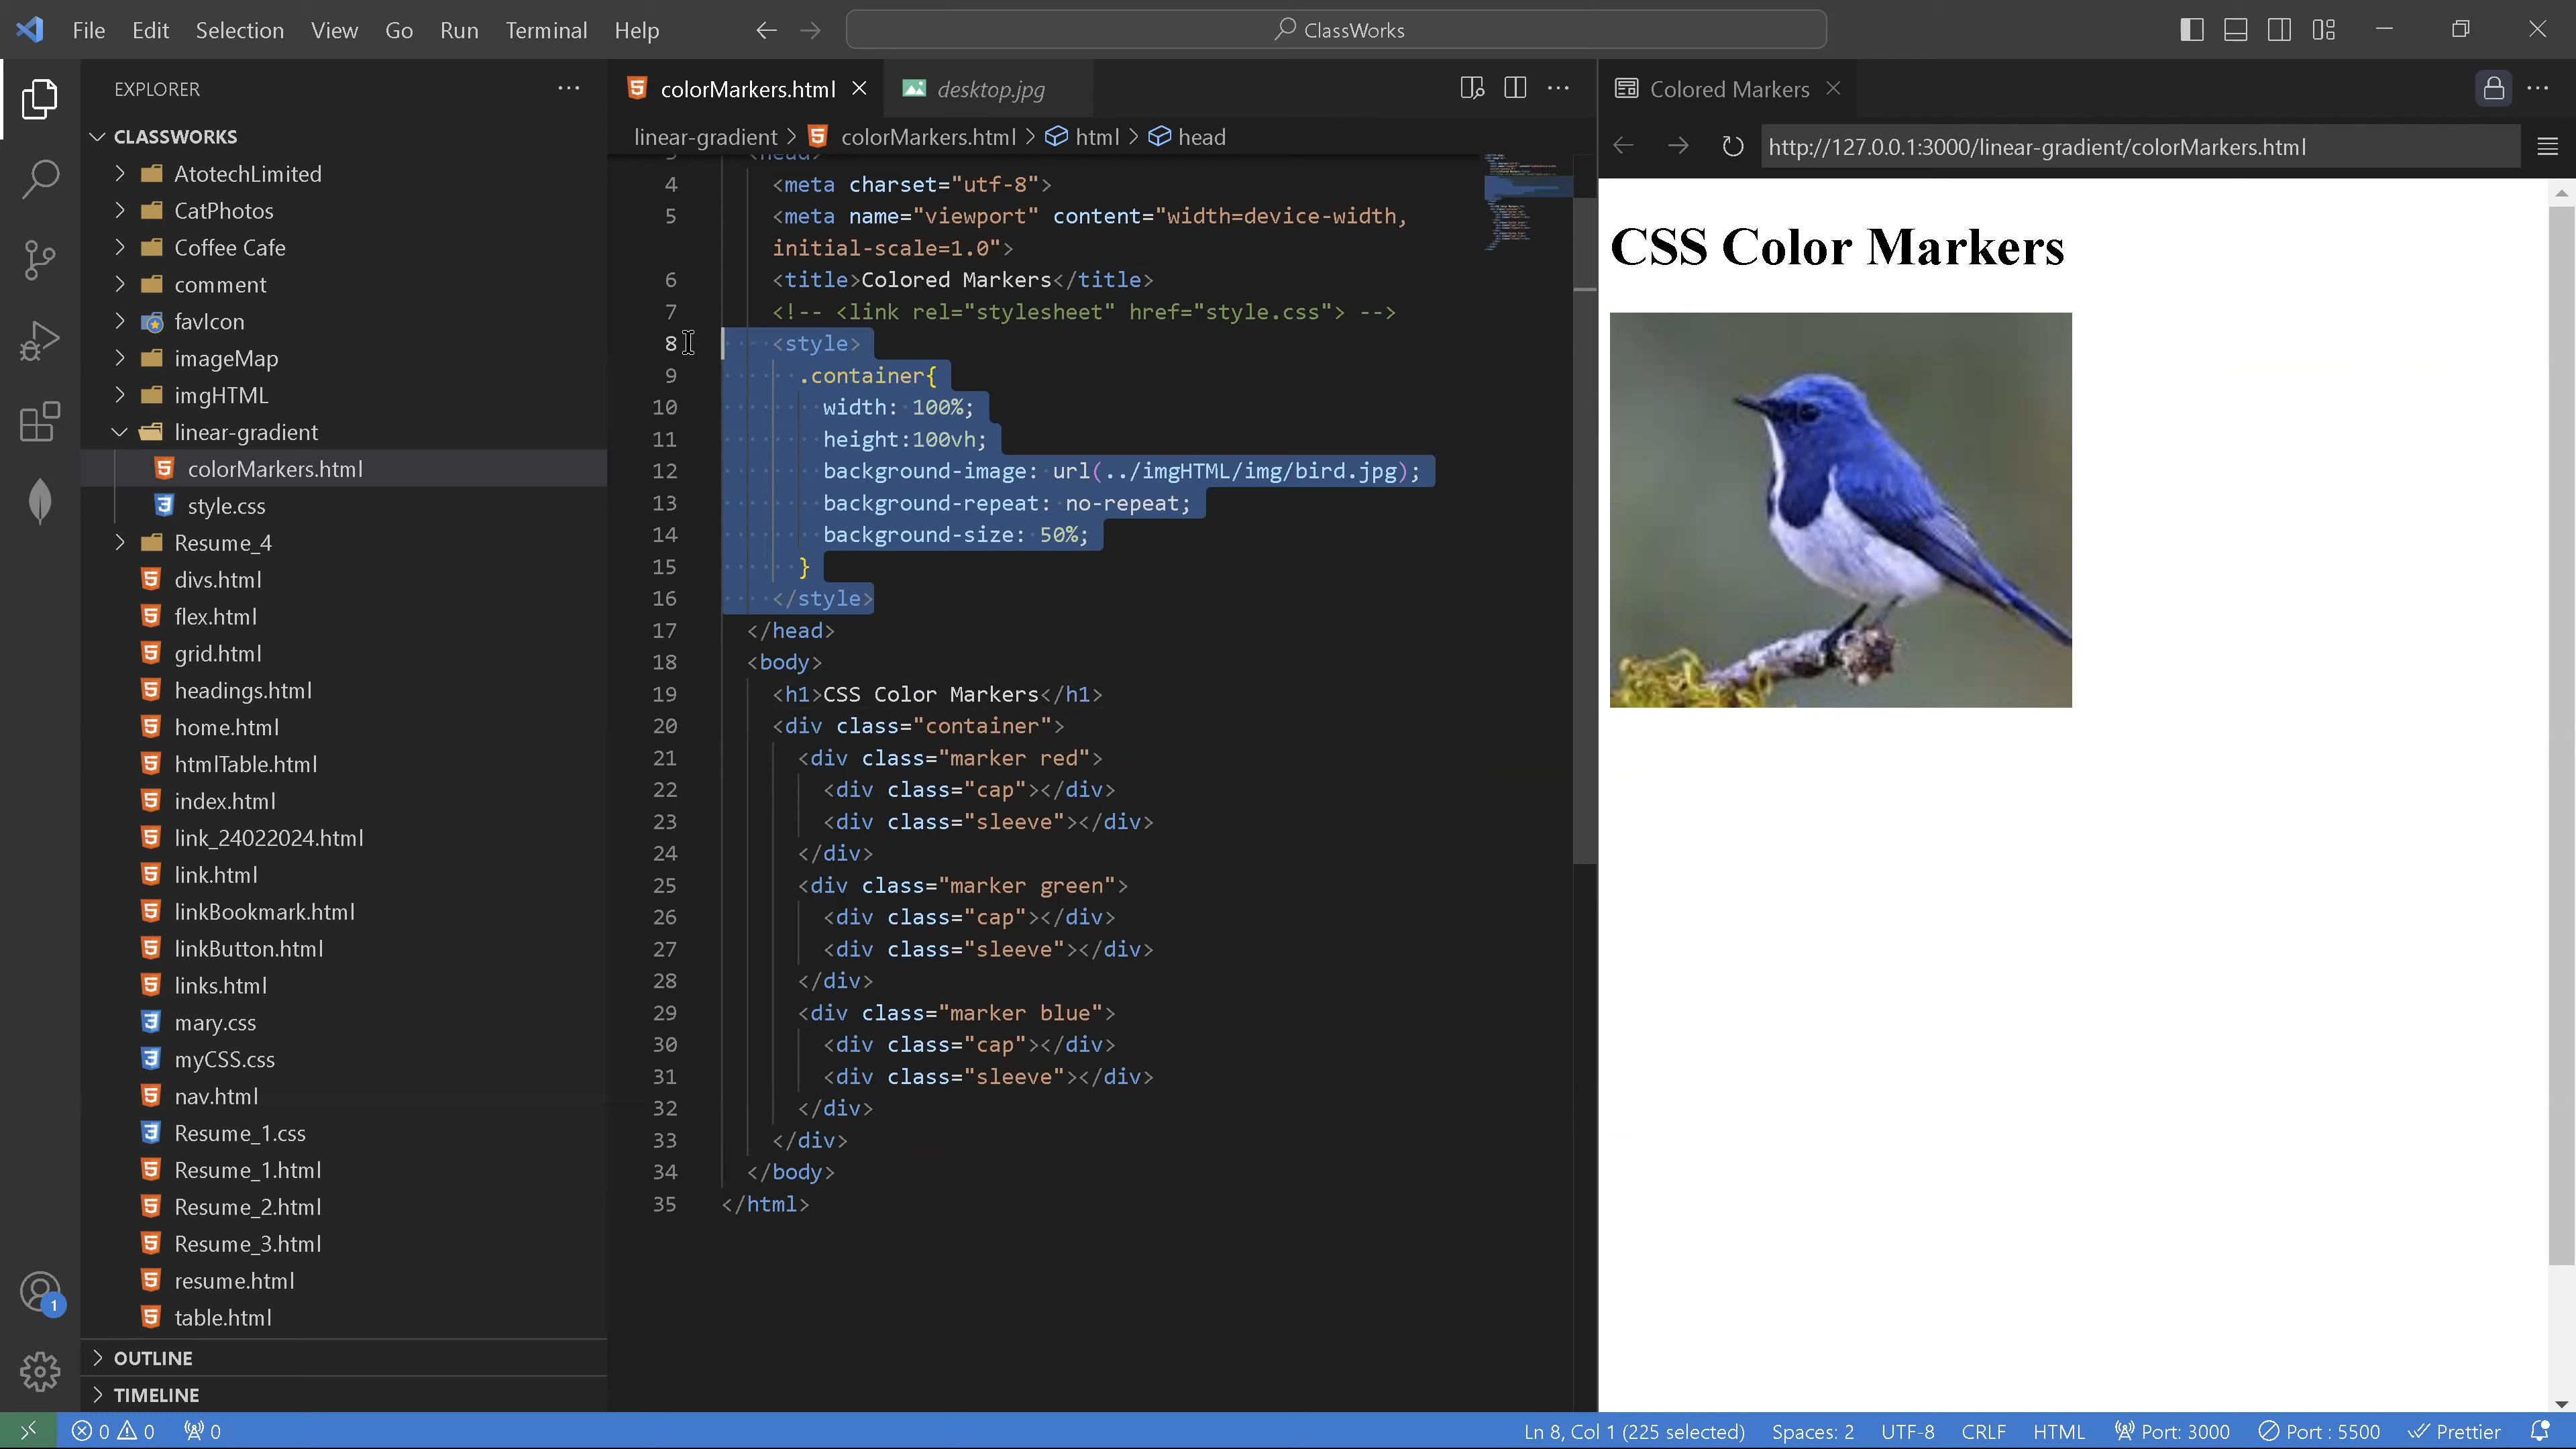 File Edit Selection View Go Run Terminal Help
ClassWorks
EXPLORER
CLASSWORKS
AtotechLimited
CatPhotos
Coffee Cafe
comment
favIcon
imageMap
imgHTML
linear-gradient
colorMarkers.html
style.css
Resume_4
divs.html
flex.html
grid.html
headings.html
home.html
htmlTable.html
index.html
link_24022024.html
link.html
linkBookmark.html
linkButton.html
links.html
mary.css
myCSS.css
nav.html
Resume_1.css
Resume_1.html
Resume_2.html
Resume_3.html
resume.html
table.html
OUTLINE
TIMELINE
1
colorMarkers.html desktop.jpg
linear-gradient > colorMarkers.html > html > head
3 <head>
4 <meta charset="utf-8">
5 <meta name="viewport" content="width=device-width,
initial-scale=1.0">
6 <title>Colored Markers</title>
7 <!-- <link rel="stylesheet" href="style.css"> -->
8 <style>
9 .container{
10 width: 100%;
11 height:100vh;
12 background-image: url(../imgHTML/img/bird.jpg);
13 background-repeat: no-repeat;
14 background-size: 50%;
15 }
16 </style>
17 </head>
18 <body>
19 <h1>CSS Color Markers</h1>
20 <div class="container">
21 <div class="marker red">
22 <div class="cap"></div>
23 <div class="sleeve"></div>
24 </div>
25 <div class="marker green">
26 <div class="cap"></div>
27 <div class="sleeve"></div>
28 </div>
29 <div class="marker blue">
30 <div class="cap"></div>
31 <div class="sleeve"></div>
32 </div>
33 </div>
34 </body>
35 </html>
Colored Markers
http://127.0.0.1:3000/linear-gradient/colorMarkers.html
CSS Color Markers
0 0 0 Ln 8, Col 1 (225 selected) Spaces: 2 UTF-8 CRLF HTML Port: 3000 Port : 5500 Prettier